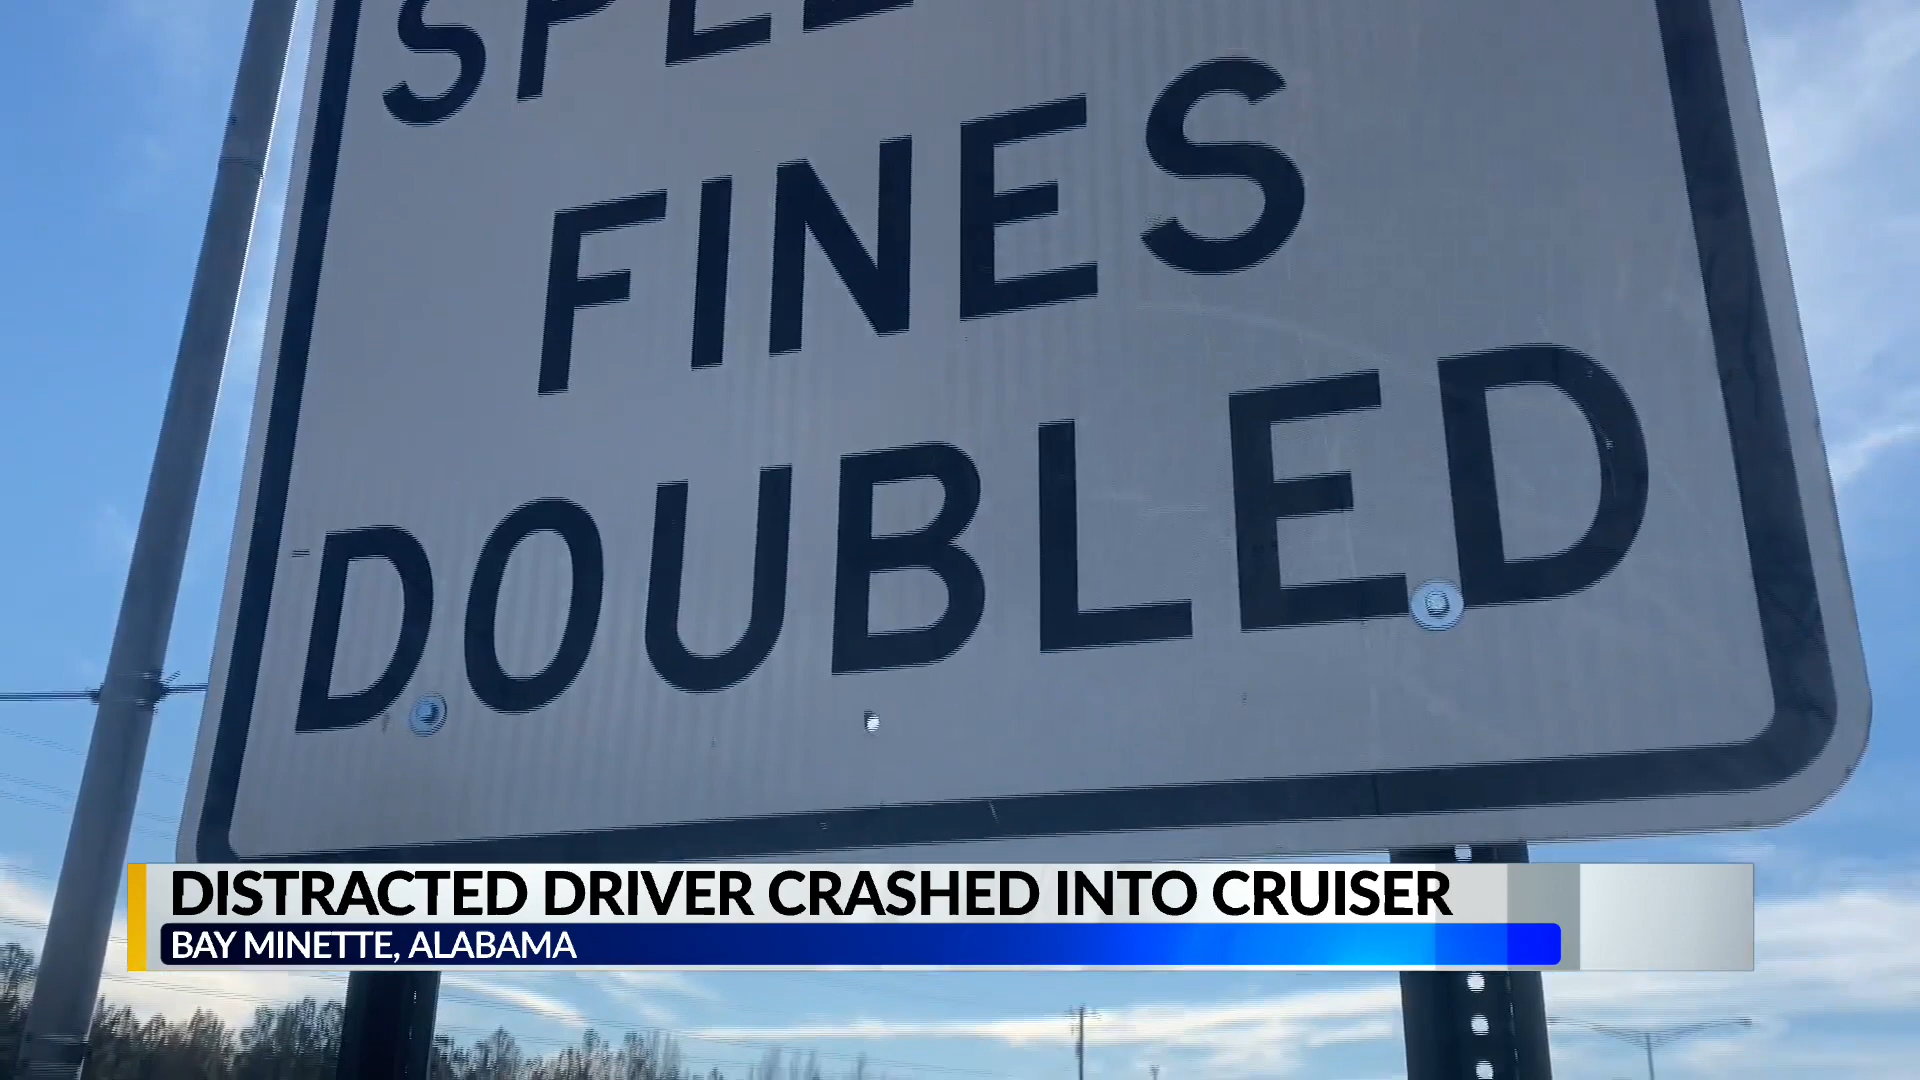 FINES
DOUBLED
DISTRACTED DRIVER CRASHED INTO CRUISER
BAY MINETTE, ALABAMA